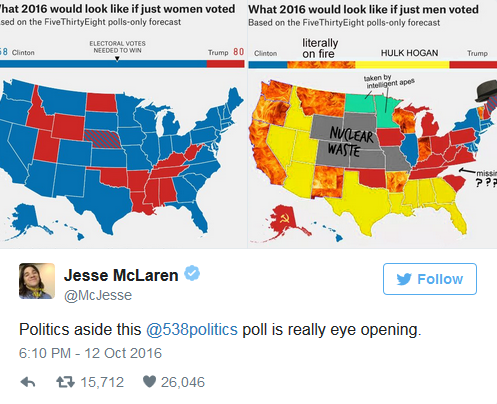 hat 2016 would look like if just women voted
sed on the FiveThirtyEight polls-only forecast
8 Clinton
ELECTORAL VOTES
NEEDED TO WIN
Trump 80
What 2016 would look like if just men voted
Based on the FiveThirtyEight polls-only forecast
Clinton
literally
on fire
HULK HOGAN
Trump
taken by
intelligent apes
NUCLEAR
WASTE
missin
???
Jesse McLaren
@McJesse
Follow
Politics aside this @538politics poll is really eye opening.
6:10 PM - 12 Oct 2016
15,712
26,046